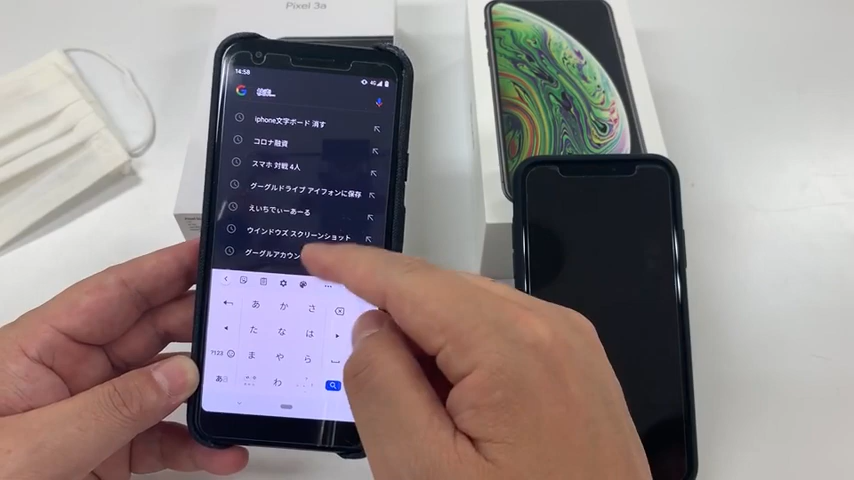 Pixel 3a
14:58
4G
iphone文字ボード 消す
コロナ融資
スマホ 対戦 4人
グーグルドライブ アイフォンに保存
えいちでぃーあーる
ウインドウズ スクリーンショット
グーグルアカウン
あ か さ
た な は
?123 ま や ら
わ